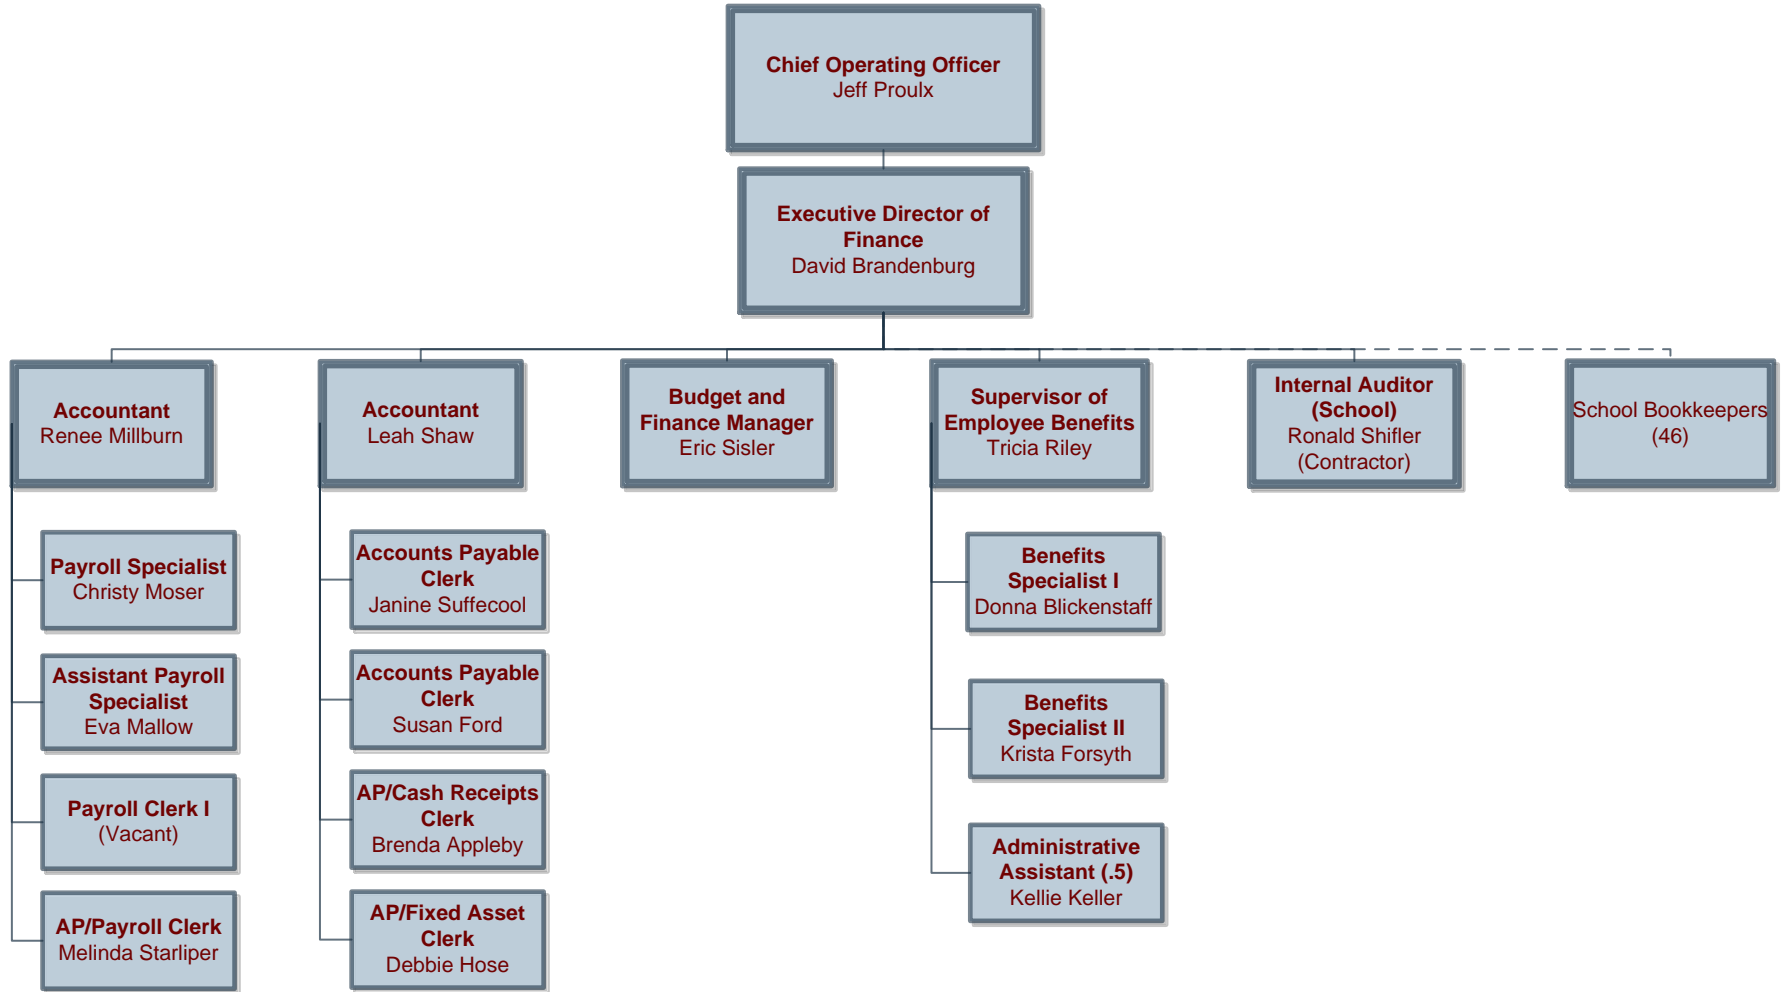 Chief Operating Officer
Jeff Proulx
Executive Director of
Finance
David Brandenburg
Accountant
Renee Millburn
Accountant
Leah Shaw
Budget and
Finance Manager
Eric Sisler
Supervisor of
Employee Benefits
Tricia Riley
Internal Auditor
(School)
Ronald Shifler
(Contractor)
School Bookkeepers
(46)
Payroll Specialist
Christy Moser
Assistant Payroll
Specialist
Eva Mallow
Payroll Clerk I
(Vacant)
AP/Payroll Clerk
Melinda Starliper
Accounts Payable
Clerk
Janine Suffecool
Accounts Payable
Clerk
Susan Ford
AP/Cash Receipts
Clerk
Brenda Appleby
AP/Fixed Asset
Clerk
Debbie Hose
Benefits
Specialist I
Donna Blickenstaff
Benefits
Specialist II
Krista Forsyth
Administrative
Assistant (.5)
Kellie Keller